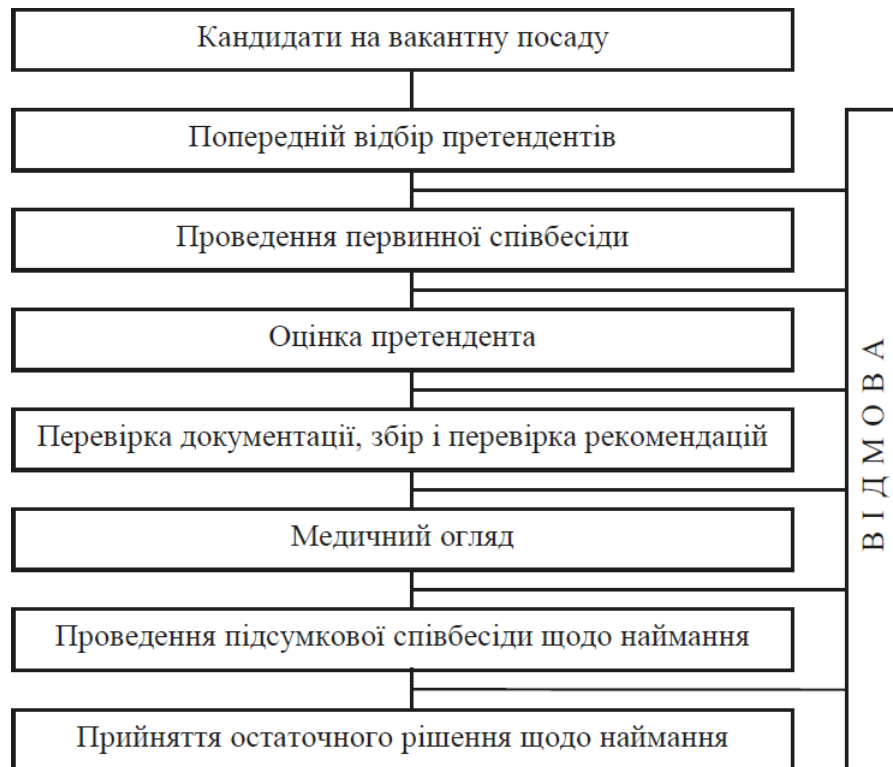 Кандидати на вакантну посаду
Попередній відбір претендентів
Проведення первинної співбесіди
Оцінка претендента
Перевірка документації, збір і перевірка рекомендацій
Медичний огляд
Проведення підсумкової співбесіди щодо наймання
Прийняття остаточного рішення щодо наймання
ВІДМОВА